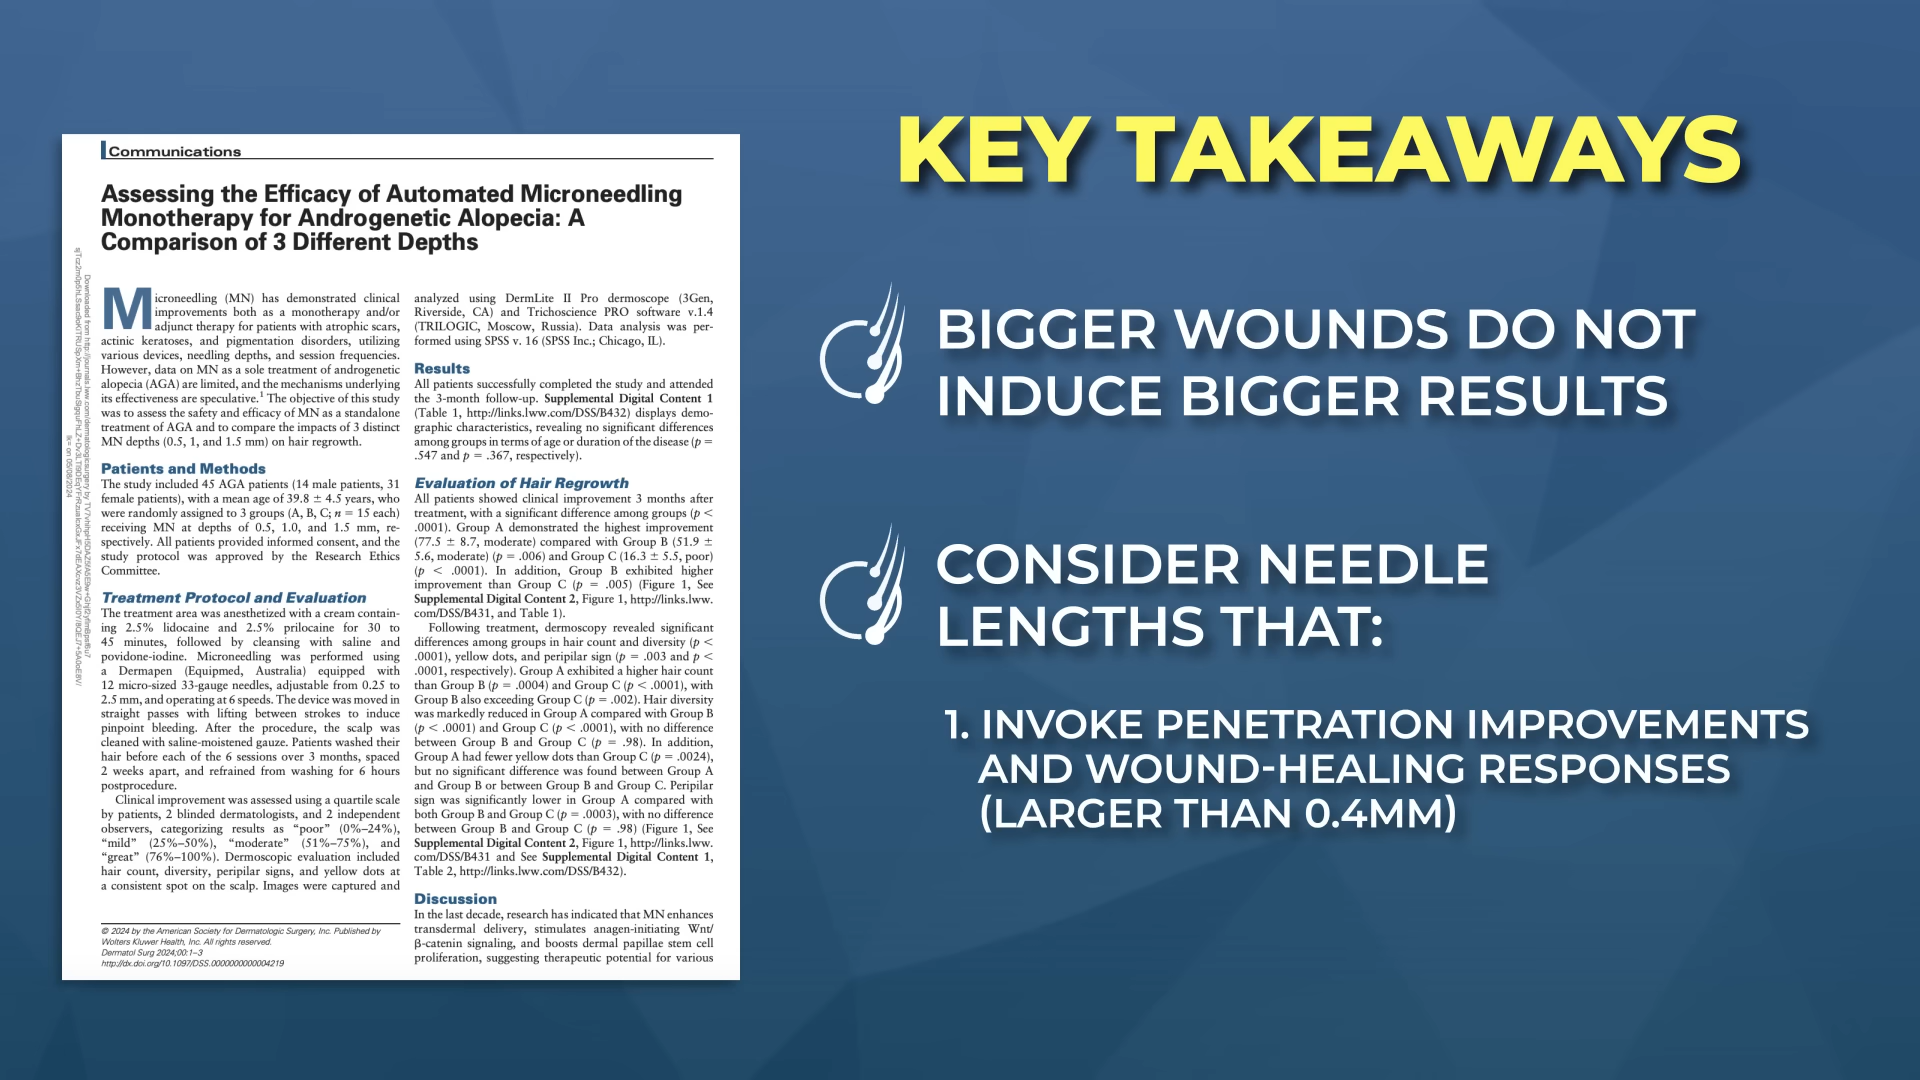 Communications
Assessing the Efficacy of Automated Microneedling
Monotherapy for Androgenetic Alopecia: A
Comparison of 3 Different Depths
Microneedling (MN) has demonstrated clinical
improvements both as a monotherapy and/or
adjunct therapy for patients with atrophic scars,
actinic keratoses, and pigmentation disorders, utilizing
various devices, needling depths, and session frequencies.
However, data on MN as a sole treatment of androgenetic
alopecia (AGA) are limited, and the mechanisms underlying
its effectiveness are speculative.1 The objective of this study
was to assess the safety and efficacy of MN as a standalone
treatment of AGA and to compare the impacts of 3 distinct
MN depths (0.5, 1, and 1.5 mm) on hair regrowth.
Patients and Methods
The study included 45 AGA patients (14 male patients, 31
female patients), with a mean age of 39.8 ± 4.5 years, who
were randomly assigned to 3 groups (A, B, C; n = 15 each)
receiving MN at depths of 0.5, 1.0, and 1.5 mm, re-
spectively. All patients provided informed consent, and the
study protocol was approved by the Research Ethics
Committee.
Treatment Protocol and Evaluation
The treatment area was anesthetized with a cream contain-
ing 2.5% lidocaine and 2.5% prilocaine for 30 to
45 minutes, followed by cleansing with saline and
povidone-iodine. Microneedling was performed using
a Dermapen (Equipmed, Australia) equipped with
12 micro-sized 33-gauge needles, adjustable from 0.25 to
2.5 mm, and operating at 6 speeds. The device was moved in
straight passes with lifting between strokes to induce
pinpoint bleeding. After the procedure, the scalp was
cleaned with saline-moistened gauze. Patients washed their
hair before each of the 6 sessions over 3 months, spaced
2 weeks apart, and refrained from washing for 6 hours
postprocedure.
Clinical improvement was assessed using a quartile scale
by patients, 2 blinded dermatologists, and 2 independent
observers, categorizing results as “poor” (0%–24%),
“mild” (25%–50%), “moderate” (51%–75%), and
“great” (76%–100%). Dermoscopic evaluation included
hair count, diversity, peripilar signs, and yellow dots at
a consistent spot on the scalp. Images were captured and
© 2024 by the American Society for Dermatologic Surgery, Inc. Published by
Wolters Kluwer Health, Inc. All rights reserved.
Dermatol Surg 2024;00:1–3
http://dx.doi.org/10.1097/DSS.0000000000004219
analyzed using DermLite II Pro dermoscope (3Gen,
Riverside, CA) and Trichoscience PRO software v.1.4
(TRILOGIC, Moscow, Russia). Data analysis was per-
formed using SPSS v. 16 (SPSS Inc.; Chicago, IL).
Results
All patients successfully completed the study and attended
the 3-month follow-up. Supplemental Digital Content 1
(Table 1, http://links.lww.com/DSS/B432) displays demo-
graphic characteristics, revealing no significant differences
among groups in terms of age or duration of the disease (p =
.547 and p = .367, respectively).
Evaluation of Hair Regrowth
All patients showed clinical improvement 3 months after
treatment, with a significant difference among groups (p <
.0001). Group A demonstrated the highest improvement
(77.5 ± 8.7, moderate) compared with Group B (51.9 ±
5.6, moderate) (p = .006) and Group C (16.3 ± 5.5, poor)
(p < .0001). In addition, Group B exhibited higher
improvement than Group C (p = .005) (Figure 1, See
Supplemental Digital Content 2, Figure 1, http://links.lww.
com/DSS/B431, and Table 1).
Following treatment, dermoscopy revealed significant
differences among groups in hair count and diversity (p <
.0001), yellow dots, and peripilar sign (p = .003 and p <
.0001, respectively). Group A exhibited a higher hair count
than Group B (p = .0004) and Group C (p < .0001), with
Group B also exceeding Group C (p = .002). Hair diversity
was markedly reduced in Group A compared with Group B
(p < .0001) and Group C (p < .0001), with no difference
between Group B and Group C (p = .98). In addition,
Group A had fewer yellow dots than Group C (p = .0024),
but no significant difference was found between Group A
and Group B or between Group B and Group C. Peripilar
sign was significantly lower in Group A compared with
both Group B and Group C (p = .0003), with no difference
between Group B and Group C (p = .98) (Figure 1, See
Supplemental Digital Content 2, Figure 1, http://links.lww.
com/DSS/B431 and See Supplemental Digital Content 1,
Table 2, http://links.lww.com/DSS/B432).
Discussion
In the last decade, research has indicated that MN enhances
transdermal delivery, stimulates anagen-initiating Wnt/
β-catenin signaling, and boosts dermal papillae stem cell
proliferation, suggesting therapeutic potential for various
KEY TAKEAWAYS
BIGGER WOUNDS DO NOT
INDUCE BIGGER RESULTS
CONSIDER NEEDLE
LENGTHS THAT:
1. INVOKE PENETRATION IMPROVEMENTS
AND WOUND-HEALING RESPONSES
(LARGER THAN 0.4MM)